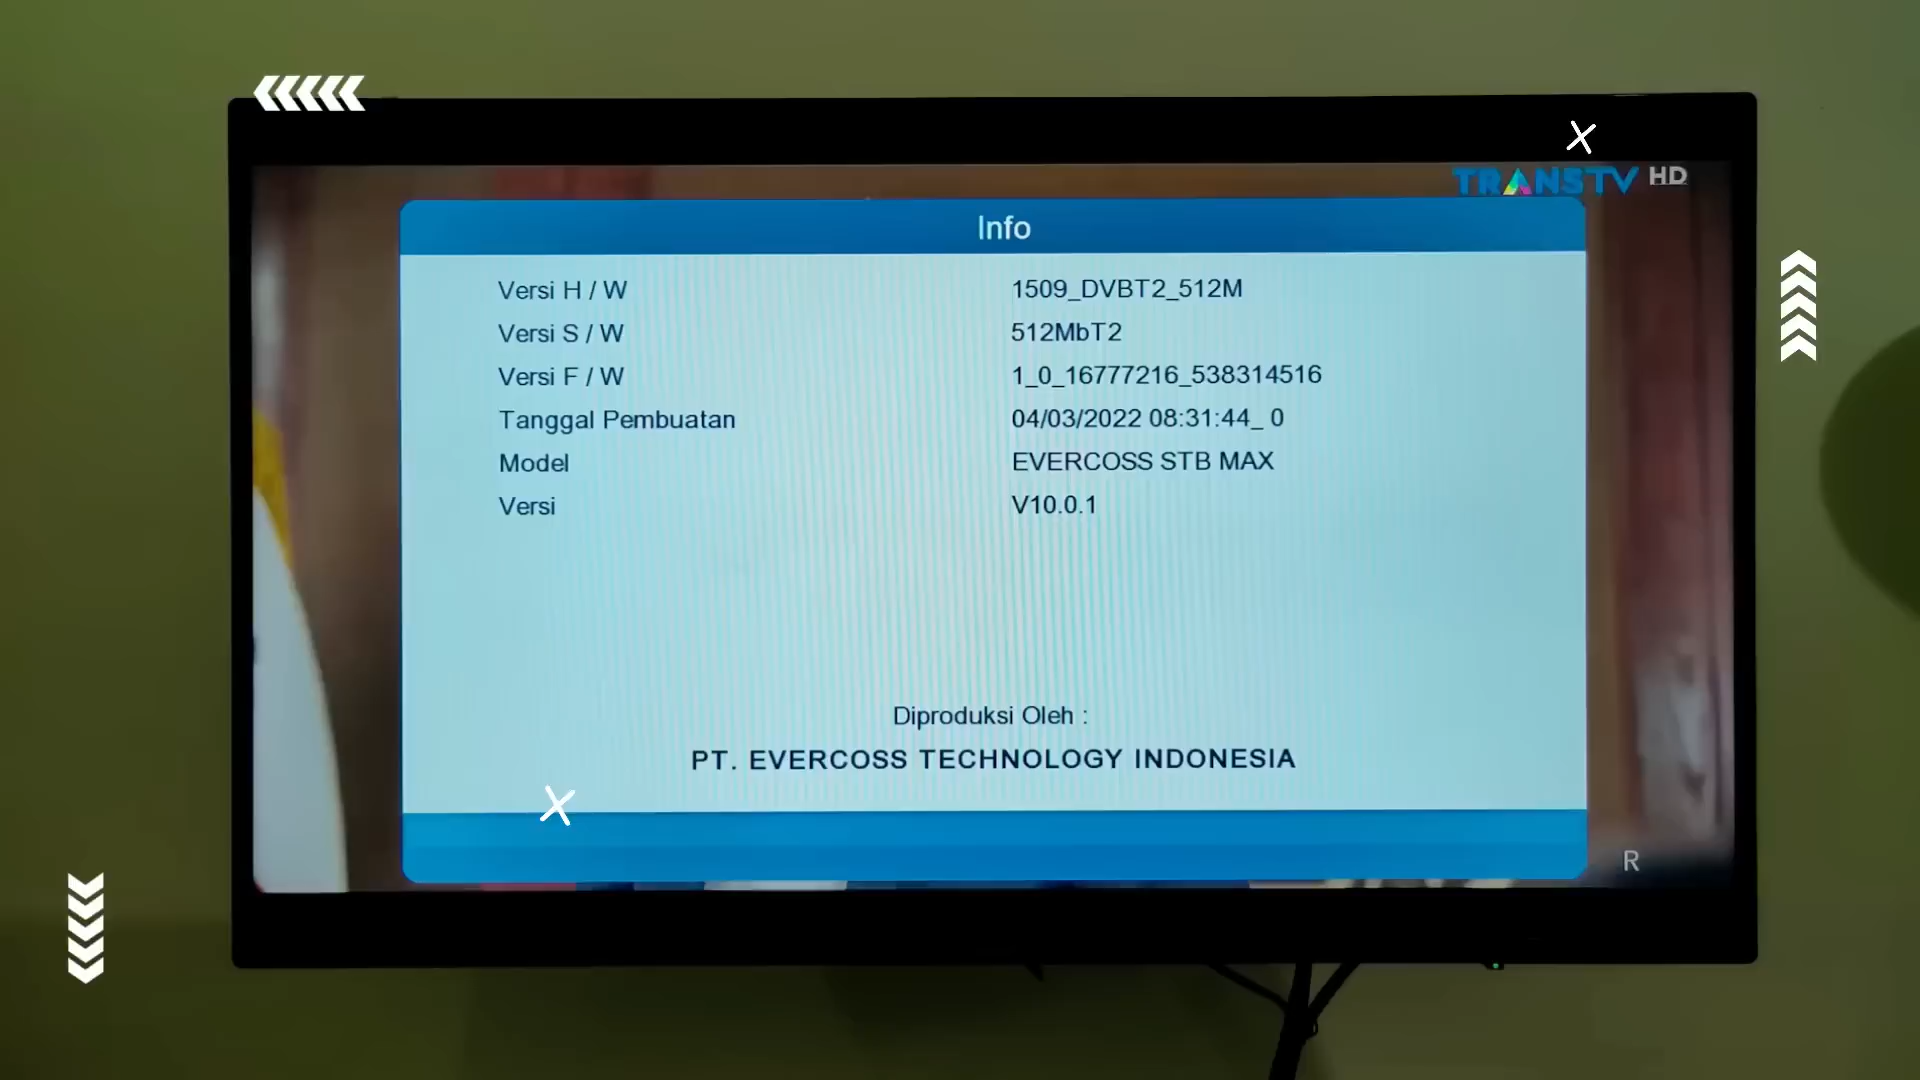 TRANSTV HD
Info
Versi H / W 1509_DVBT2_512M
Versi S / W 512MbT2
Versi F / W 1_0_16777216_538314516
Tanggal Pembuatan 04/03/2022 08:31:44_ 0
Model EVERCOSS STB MAX
Versi V10.0.1
Diproduksi Oleh :
PT. EVERCOSS TECHNOLOGY INDONESIA
R